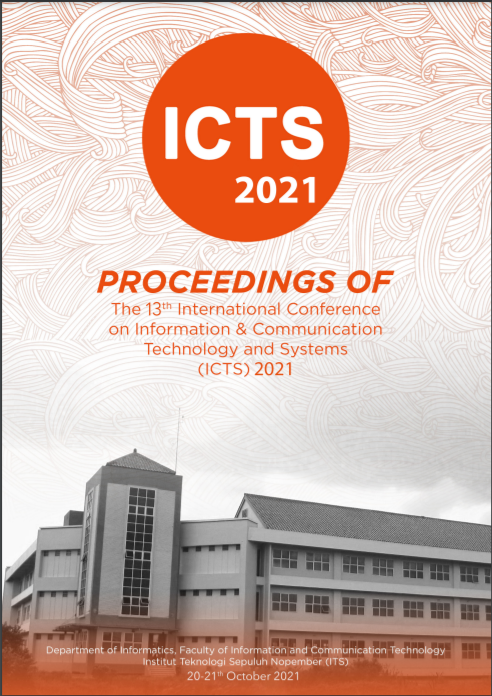 ICTS
2021
PROCEEDINGS OF
The 13th International Conference
on Information & Communication
Technology and Systems
(ICTS) 2021
Department of Informatics, Faculty of Information and Communication Technology
Institut Teknologi Sepuluh Nopember (ITS)
20-21th October 2021